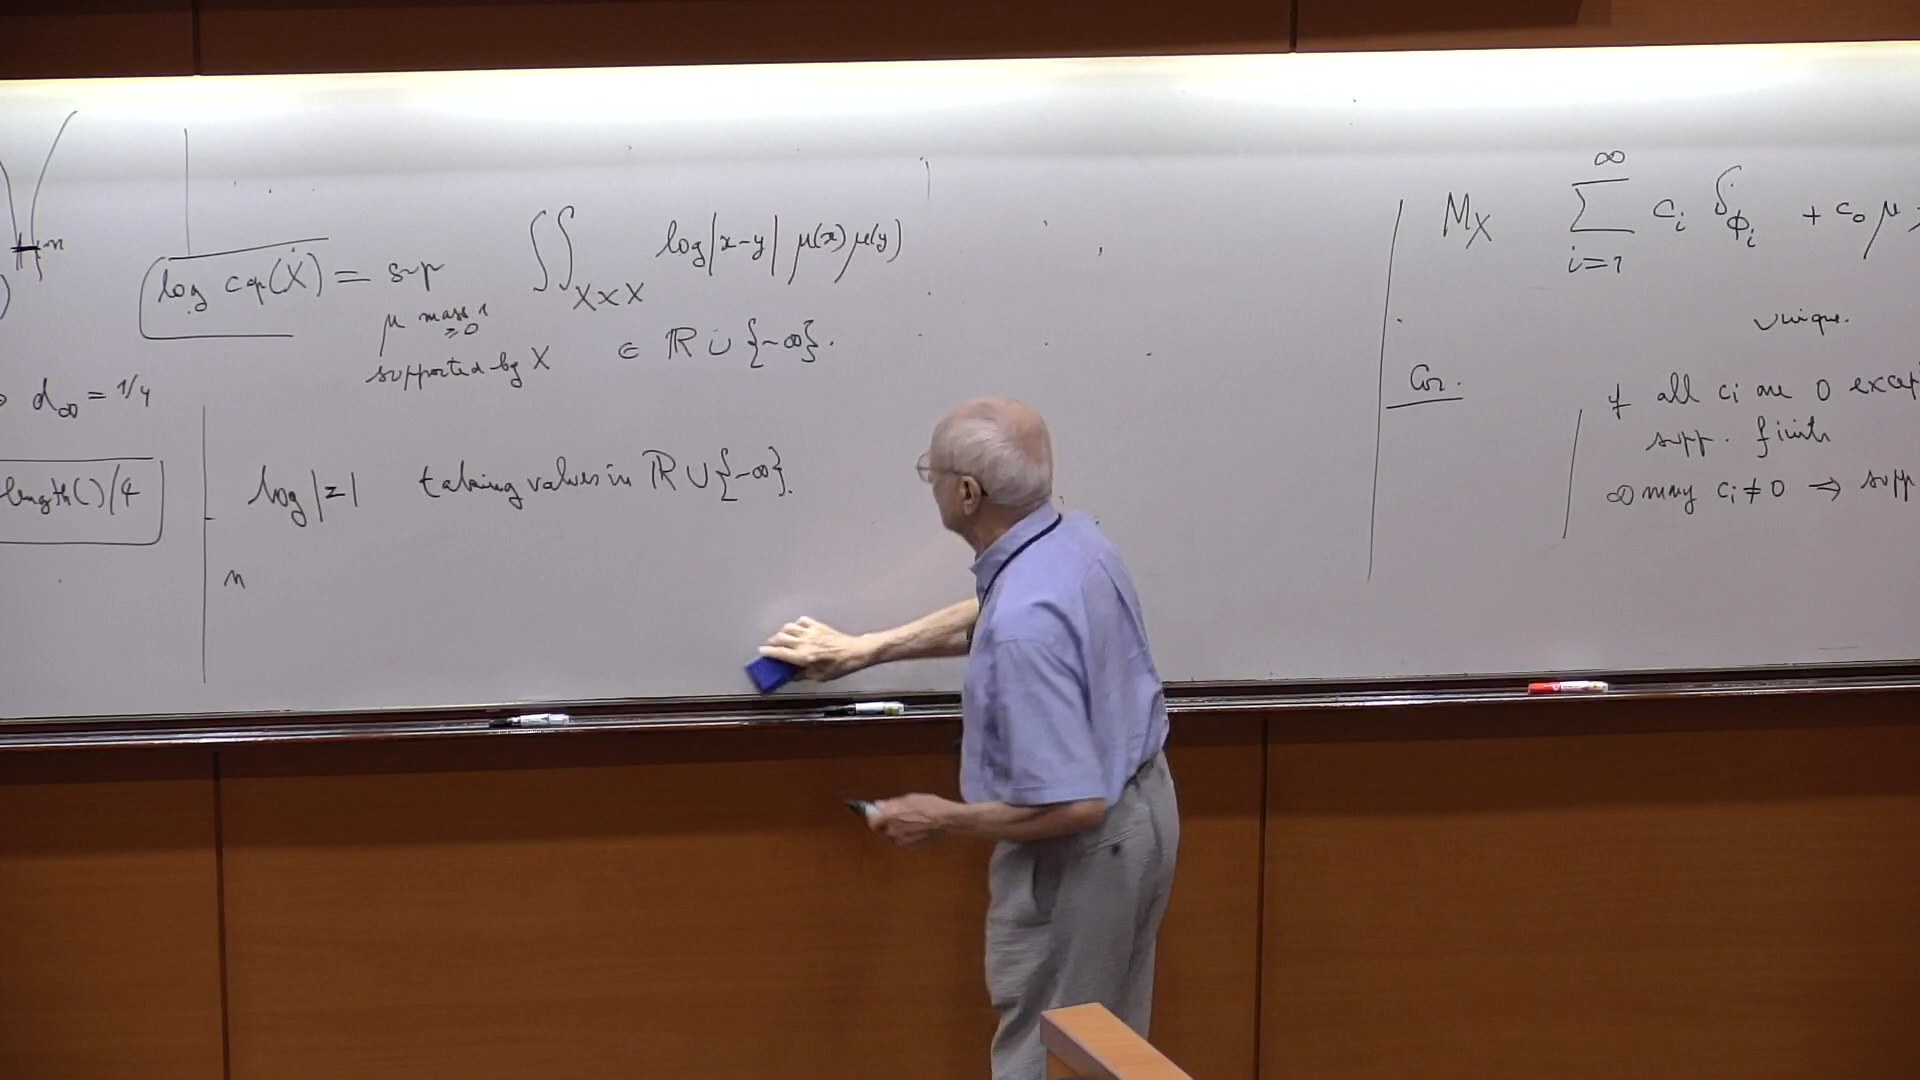 n
log cap(X) = sup ∬_{X×X} log|x-y| μ(x) μ(y)
μ mass 1
≥0
supported by X ∈ ℝ ∪ {-∞}.
d_∞ = 1/4
length( )/4
log |z| taking values in ℝ ∪ {-∞}.
n
M_X ∑_{i=1}^{∞} c_i δ_{Φ_i} + c_0 μ
unique.
Cor. if all c_i are 0
supp. finite
∞ many c_i ≠ 0 ⇒ supp